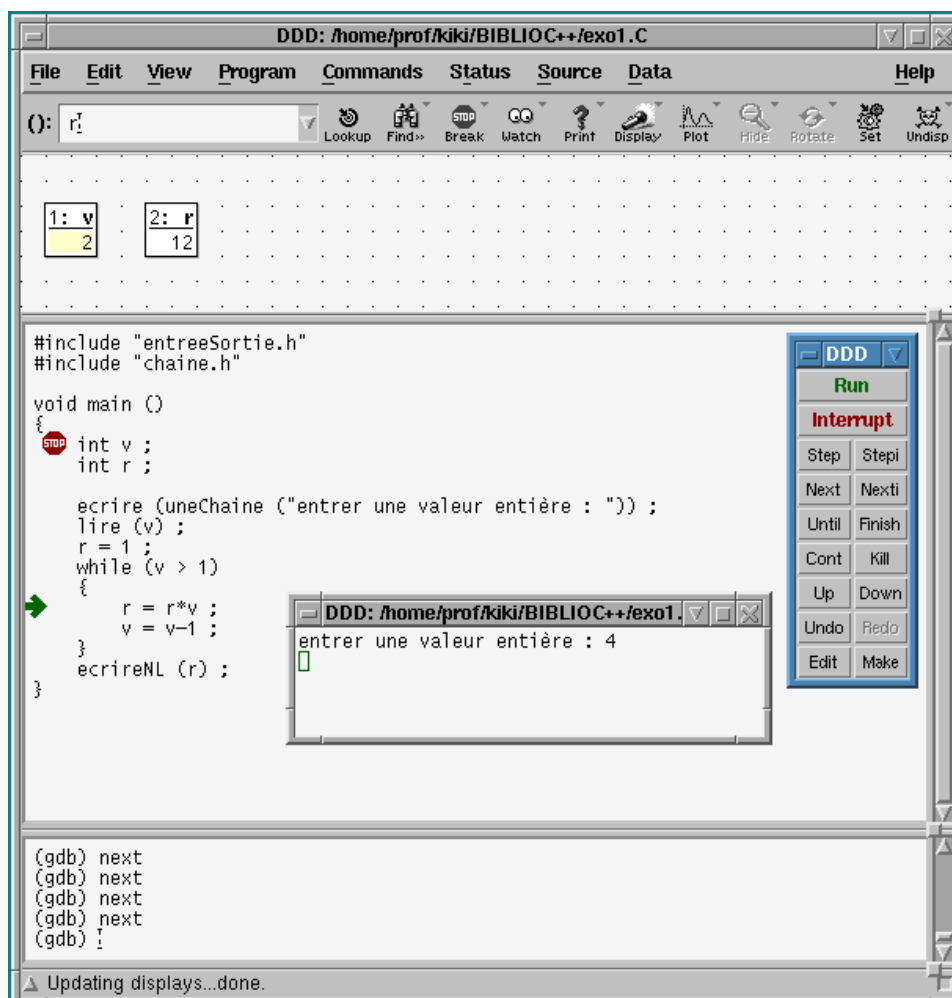 DDD: /home/prof/kiki/BIBLIOC++/exo1.C
File Edit View Program Commands Status Source Data Help
(): r
Lookup Find>> Break Watch Print Display Plot Hide Rotate Set Undisp
STOP
1: v
2
2: r
12
#include "entreeSortie.h"
#include "chaine.h"
void main ()
{
STOP int v ;
int r ;
ecrire (uneChaine ("entrer une valeur entière : ")) ;
lire (v) ;
r = 1 ;
while (v > 1)
{
r = r*v ;
v = v-1 ;
}
ecrireNL (r) ;
}
DDD
Run
Interrupt
Step Stepi
Next Nexti
Until Finish
Cont Kill
Up Down
Undo Redo
Edit Make
DDD: /home/prof/kiki/BIBLIOC++/exo1.
entrer une valeur entière : 4
(gdb) next
(gdb) next
(gdb) next
(gdb) next
(gdb)
Updating displays...done.